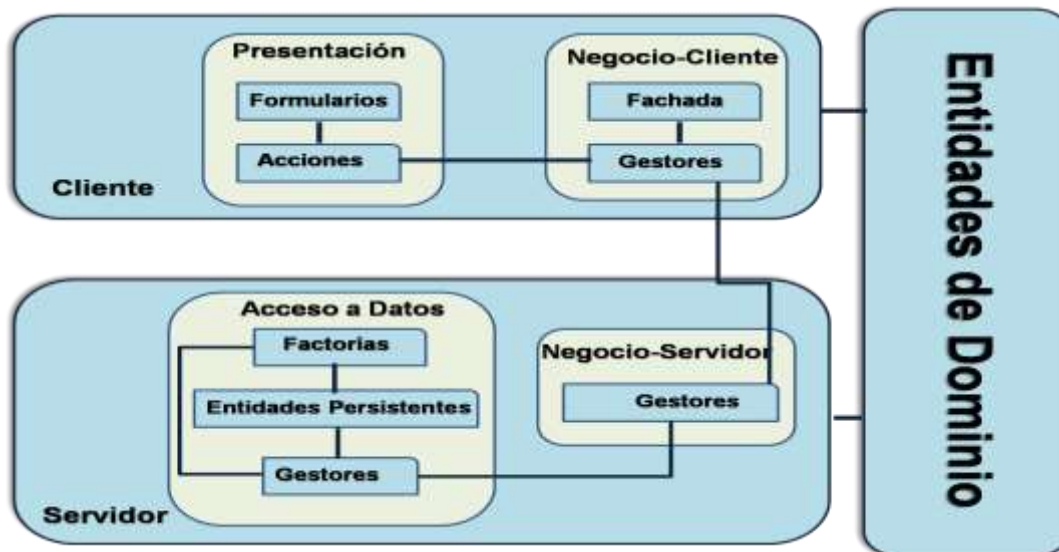 Presentación
Formularios
Acciones
Cliente
Negocio-Cliente
Fachada
Gestores
Acceso a Datos
Factorias
Entidades Persistentes
Gestores
Servidor
Negocio-Servidor
Gestores
Entidades de Dominio